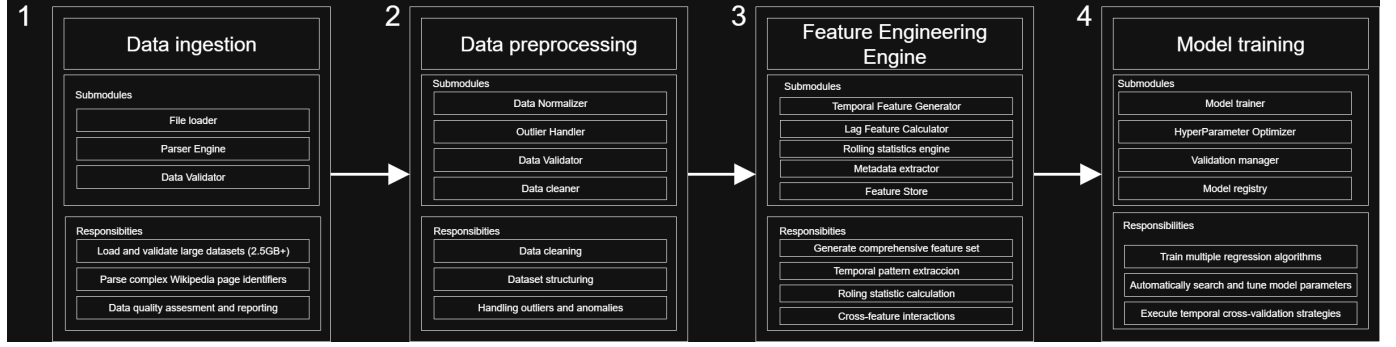 1
Data ingestion
Submodules
File loader
Parser Engine
Data Validator
Responsibities
Load and validate large datasets (2.5GB+)
Parse complex Wikipedia page identifiers
Data quality assesment and reporting
2
Data preprocessing
Submodules
Data Normalizer
Outlier Handler
Data Validator
Data cleaner
Responsibities
Data cleaning
Dataset structuring
Handling outliers and anomalies
3
Feature Engineering
Engine
Submodules
Temporal Feature Generator
Lag Feature Calculator
Rolling statistics engine
Metadata extractor
Feature Store
Responsibities
Generate comprehensive feature set
Temporal pattern extraccion
Roling statistic calculation
Cross-feature interactions
4
Model training
Submodules
Model trainer
HyperParameter Optimizer
Validation manager
Model registry
Responsibilities
Train multiple regression algorithms
Automatically search and tune model parameters
Execute temporal cross-validation strategies